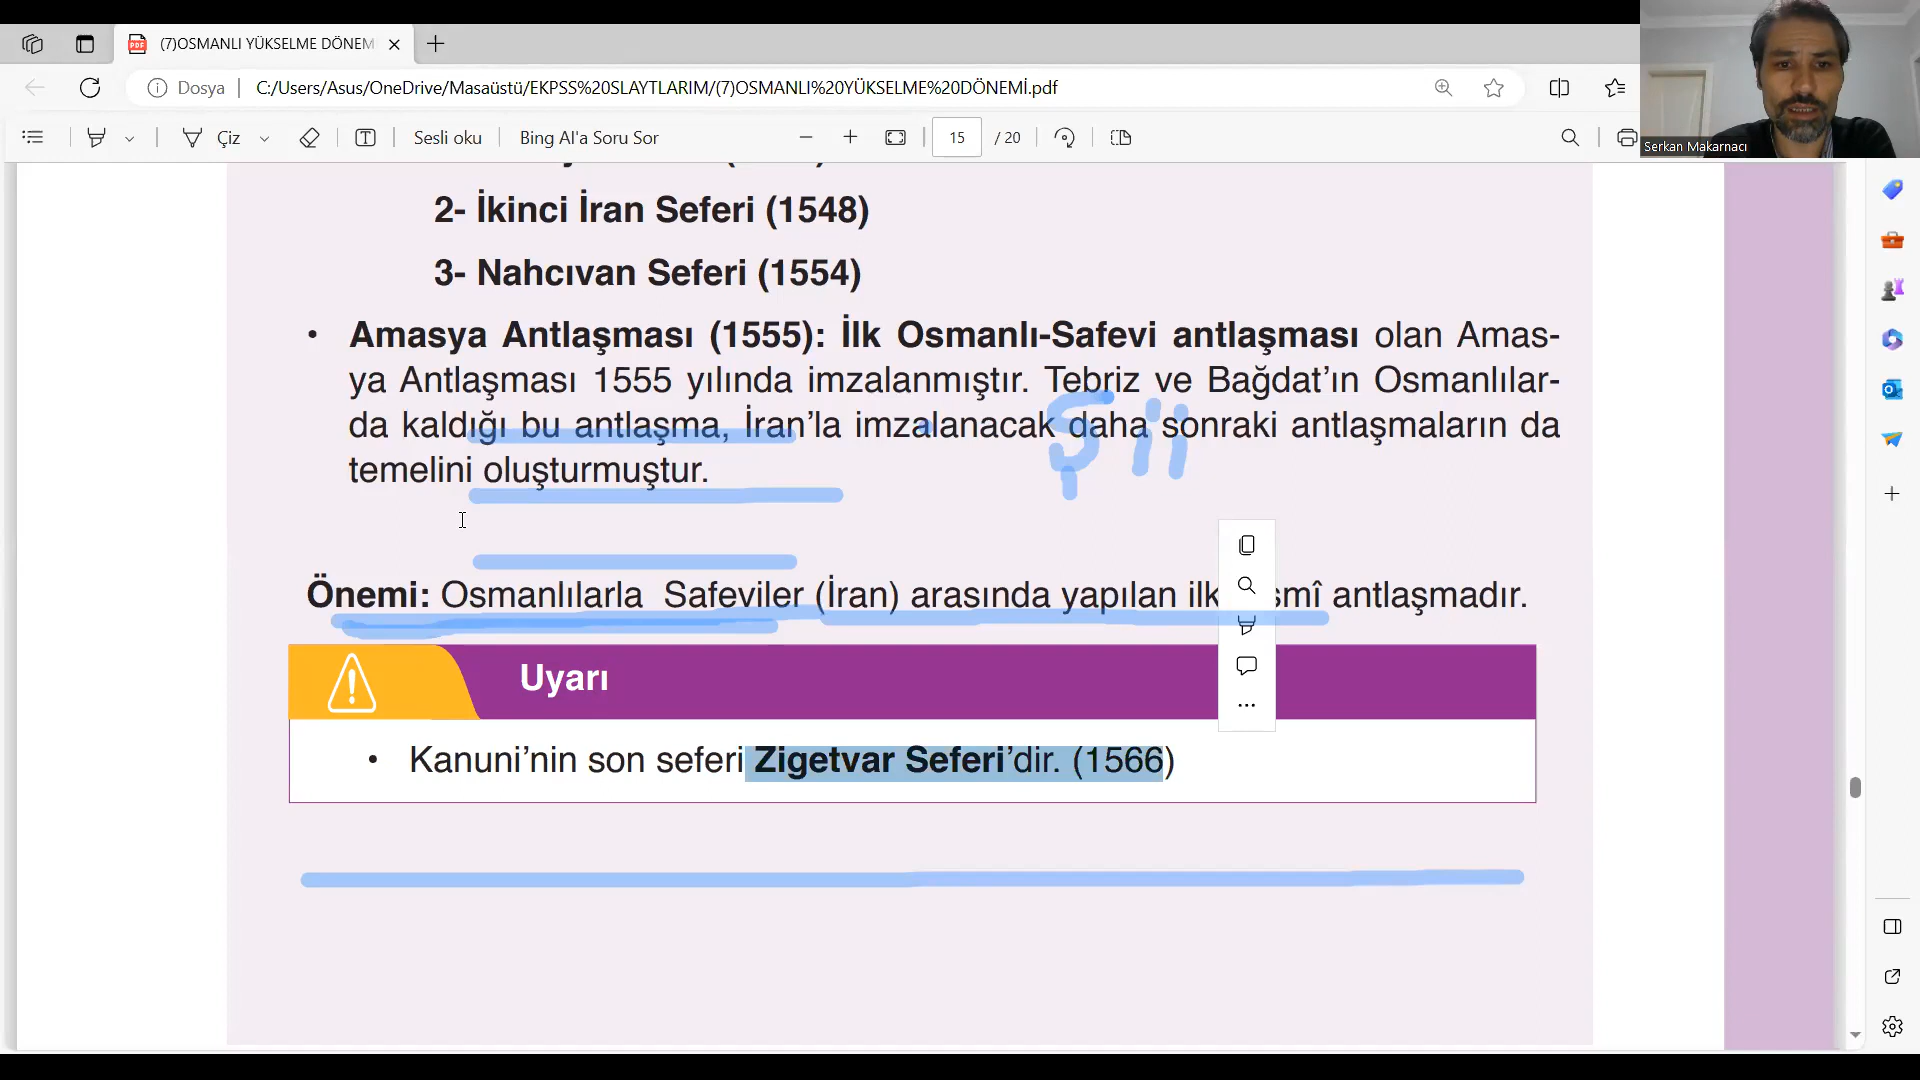 (7)OSMANLI YÜKSELME DÖNEM
Dosya
C:/Users/Asus/OneDrive/Masaüstü/EKPSS%20SLAYTLARIM/(7)OSMANLI%20YÜKSELME%20DÖNEMİ.pdf
Çiz
Sesli oku
Bing AI'a Soru Sor
15
/ 20
Serkan Makarnacı
2- İkinci İran Seferi (1548)
3- Nahcıvan Seferi (1554)
• Amasya Antlaşması (1555): İlk Osmanlı-Safevi antlaşması olan Amas-
ya Antlaşması 1555 yılında imzalanmıştır. Tebriz ve Bağdat’ın Osmanlılar-
da kaldığı bu antlaşma, İran’la imzalanacak daha sonraki antlaşmaların da
temelini oluşturmuştur.
Şii
Önemi: Osmanlılarla Safeviler (İran) arasında yapılan ilk antlaşmadır.
Uyarı
• Kanuni’nin son seferi Zigetvar Seferi’dir. (1566)